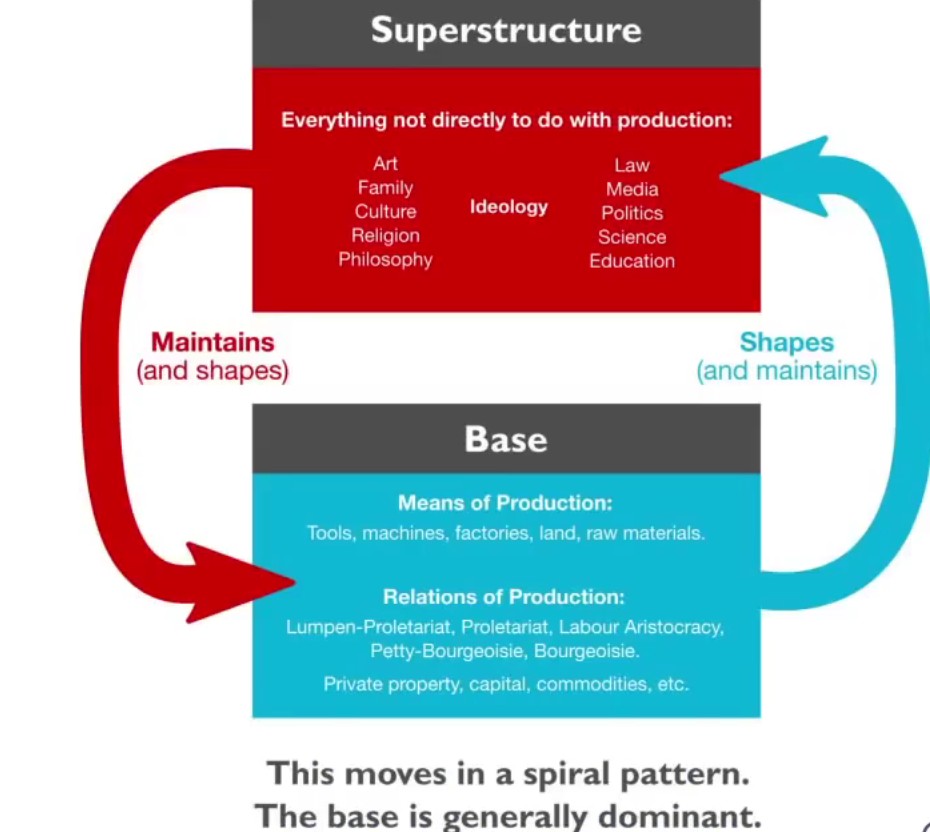 Superstructure
Everything not directly to do with production:
Art
Family
Culture
Religion
Philosophy
Ideology
Law
Media
Politics
Science
Education
Maintains
(and shapes)
Shapes
(and maintains)
Base
Means of Production:
Tools, machines, factories, land, raw materials.
Relations of Production:
Lumpen-Proletariat, Proletariat, Labour Aristocracy,
Petty-Bourgeoisie, Bourgeoisie.
Private property, capital, commodities, etc.
This moves in a spiral pattern.
The base is generally dominant.